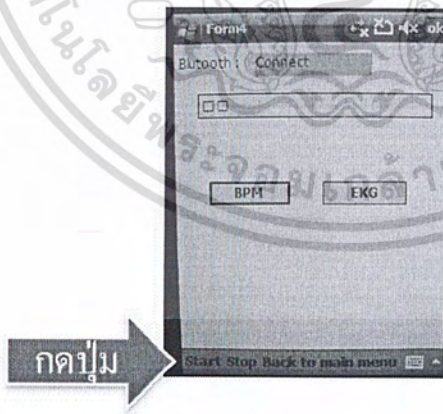 Form4 ok
Butooth : Connect
□□
BPM EKG
กดปุ่ม
Start Stop Back to main menu